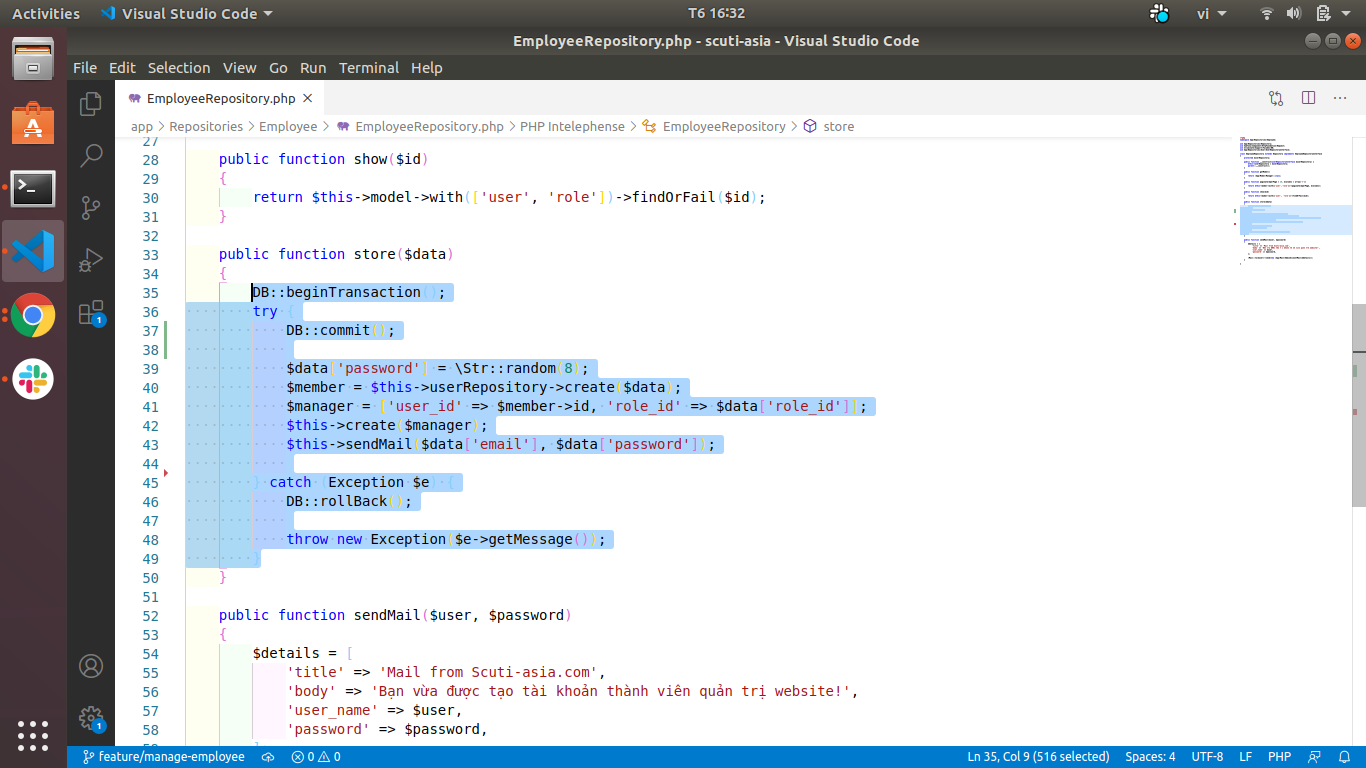 Activities
Visual Studio Code
T6 16:32
vi
EmployeeRepository.php - scuti-asia - Visual Studio Code
File Edit Selection View Go Run Terminal Help
EmployeeRepository.php
app > Repositories > Employee > EmployeeRepository.php > PHP Intelephense > EmployeeRepository > store
27
28 public function show($id)
29 {
30 return $this->model->with(['user', 'role'])->findOrFail($id);
31 }
32
33 public function store($data)
34 {
35 DB::beginTransaction();
36 try {
37 DB::commit();
38
39 $data['password'] = \Str::random(8);
40 $member = $this->userRepository->create($data);
41 $manager = ['user_id' => $member->id, 'role_id' => $data['role_id']];
42 $this->create($manager);
43 $this->sendMail($data['email'], $data['password']);
44
45 } catch (Exception $e) {
46 DB::rollBack();
47
48 throw new Exception($e->getMessage());
49 }
50 }
51
52 public function sendMail($user, $password)
53 {
54 $details = [
55 'title' => 'Mail from Scuti-asia.com',
56 'body' => 'Bạn vừa được tạo tài khoản thành viên quản trị website!',
57 'user_name' => $user,
58 'password' => $password,
1
1
feature/manage-employee
0 0
Ln 35, Col 9 (516 selected)
Spaces: 4
UTF-8
LF
PHP